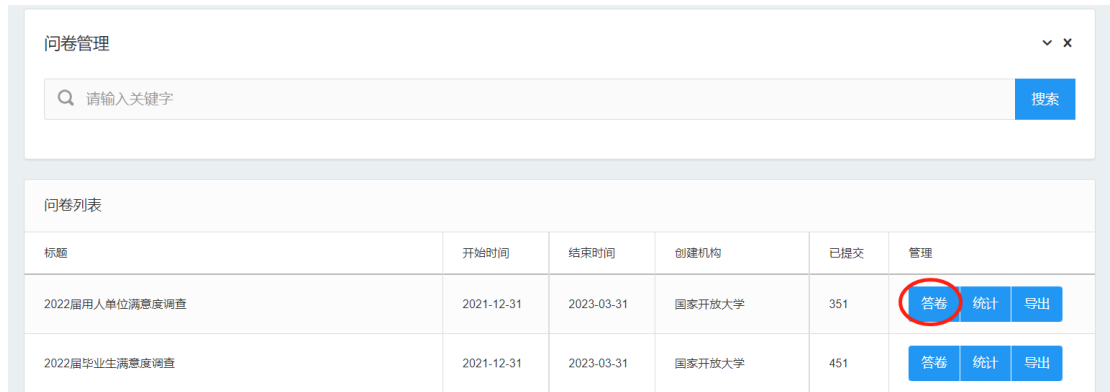 问卷管理
请输入关键字 搜索
问卷列表
标题 开始时间 结束时间 创建机构 已提交 管理
2022届用人单位满意度调查 2021-12-31 2023-03-31 国家开放大学 351 答卷 统计 导出
2022届毕业生满意度调查 2021-12-31 2023-03-31 国家开放大学 451 答卷 统计 导出